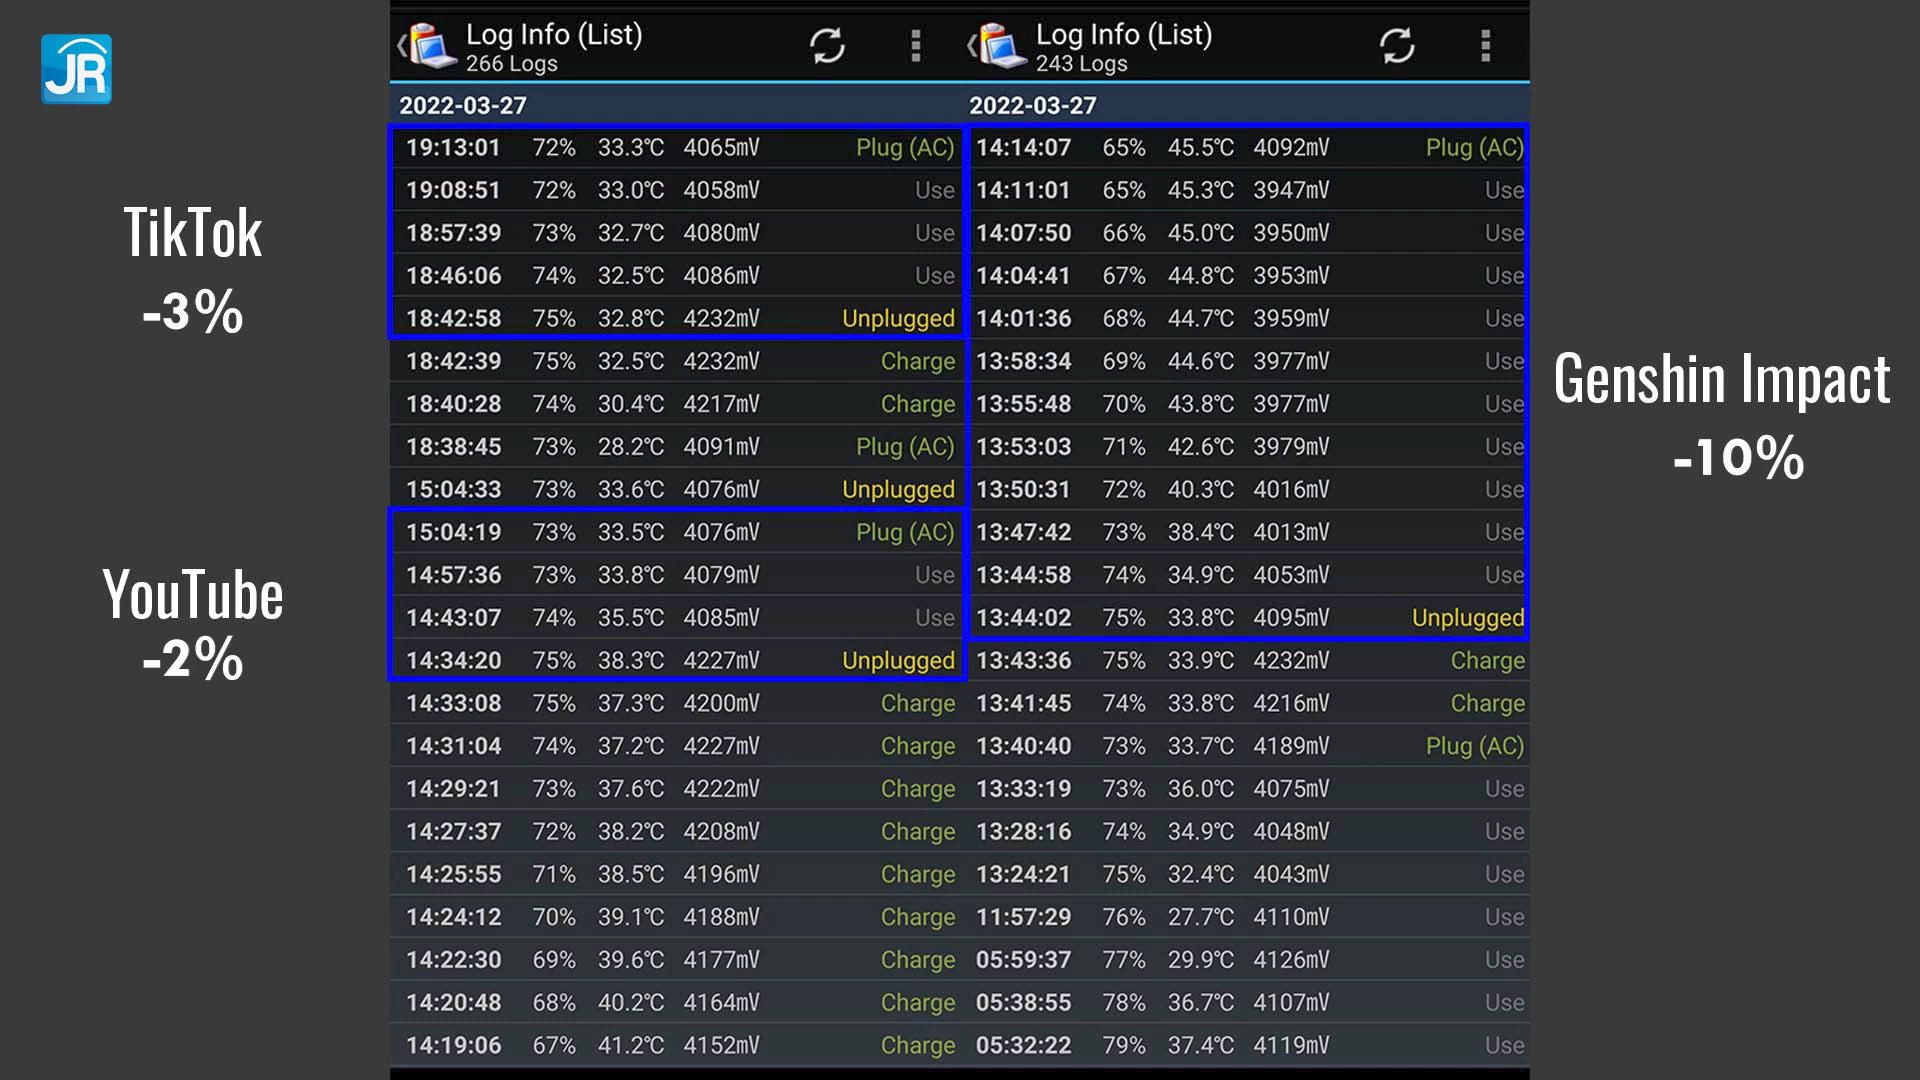 JR
TikTok
-3%
YouTube
-2%
Log Info (List)
266 Logs
2022-03-27
19:13:01 72% 33.3℃ 4065mV Plug (AC)
19:08:51 72% 33.0℃ 4058mV Use
18:57:39 73% 32.7℃ 4080mV Use
18:46:06 74% 32.5℃ 4086mV Use
18:42:58 75% 32.8℃ 4232mV Unplugged
18:42:39 75% 32.5℃ 4232mV Charge
18:40:28 74% 30.4℃ 4217mV Charge
18:38:45 73% 28.2℃ 4091mV Plug (AC)
15:04:33 73% 33.6℃ 4076mV Unplugged
15:04:19 73% 33.5℃ 4076mV Plug (AC)
14:57:36 73% 33.8℃ 4079mV Use
14:43:07 74% 35.5℃ 4085mV Use
14:34:20 75% 38.3℃ 4227mV Unplugged
14:33:08 75% 37.3℃ 4200mV Charge
14:31:04 74% 37.2℃ 4227mV Charge
14:29:21 73% 37.6℃ 4222mV Charge
14:27:37 72% 38.2℃ 4208mV Charge
14:25:55 71% 38.5℃ 4196mV Charge
14:24:12 70% 39.1℃ 4188mV Charge
14:22:30 69% 39.6℃ 4177mV Charge
14:20:48 68% 40.2℃ 4164mV Charge
14:19:06 67% 41.2℃ 4152mV Charge
Log Info (List)
243 Logs
2022-03-27
14:14:07 65% 45.5℃ 4092mV Plug (AC)
14:11:01 65% 45.3℃ 3947mV Use
14:07:50 66% 45.0℃ 3950mV Use
14:04:41 67% 44.8℃ 3953mV Use
14:01:36 68% 44.7℃ 3959mV Use
13:58:34 69% 44.6℃ 3977mV Use
13:55:48 70% 43.8℃ 3977mV Use
13:53:03 71% 42.6℃ 3979mV Use
13:50:31 72% 40.3℃ 4016mV Use
13:47:42 73% 38.4℃ 4013mV Use
13:44:58 74% 34.9℃ 4053mV Use
13:44:02 75% 33.8℃ 4095mV Unplugged
13:43:36 75% 33.9℃ 4232mV Charge
13:41:45 74% 33.8℃ 4216mV Charge
13:40:40 73% 33.7℃ 4189mV Plug (AC)
13:33:19 73% 36.0℃ 4075mV Use
13:28:16 74% 34.9℃ 4048mV Use
13:24:21 75% 32.4℃ 4043mV Use
11:57:29 76% 27.7℃ 4110mV Use
05:59:37 77% 29.9℃ 4126mV Use
05:38:55 78% 36.7℃ 4107mV Use
05:32:22 79% 37.4℃ 4119mV Use
Genshin Impact
-10%